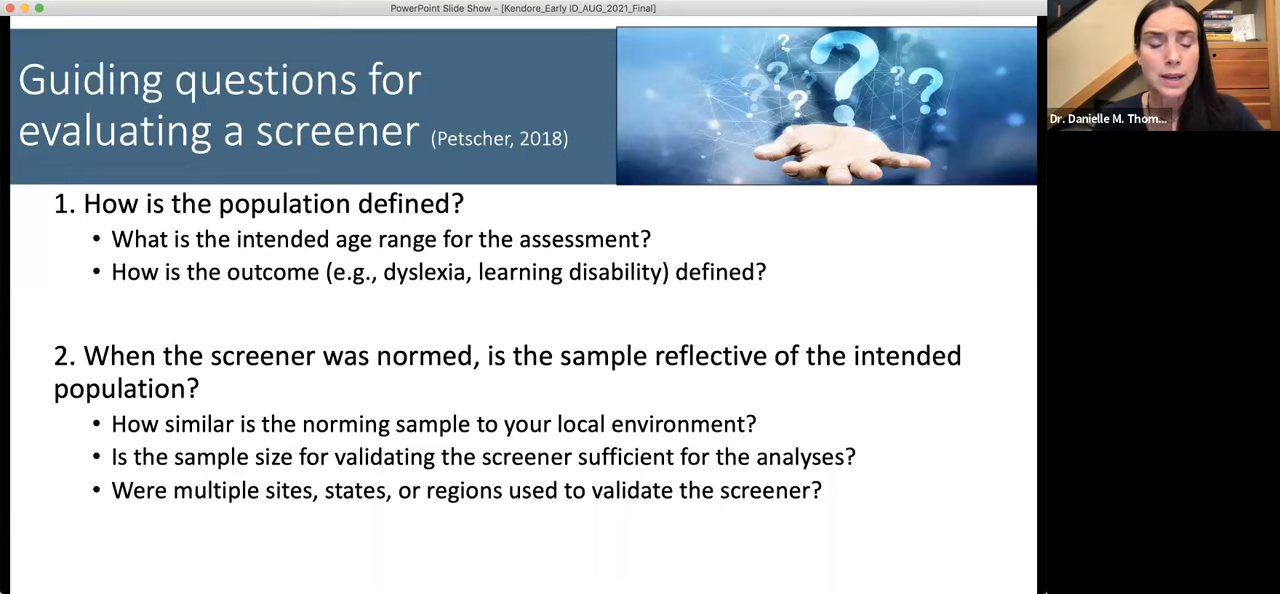 PowerPoint Slide Show - [Kendore_Early ID_AUG_2021_Final]
Guiding questions for
evaluating a screener (Petscher, 2018)
Dr. Danielle M. Thom...
1. How is the population defined?
• What is the intended age range for the assessment?
• How is the outcome (e.g., dyslexia, learning disability) defined?
2. When the screener was normed, is the sample reflective of the intended
population?
• How similar is the norming sample to your local environment?
• Is the sample size for validating the screener sufficient for the analyses?
• Were multiple sites, states, or regions used to validate the screener?